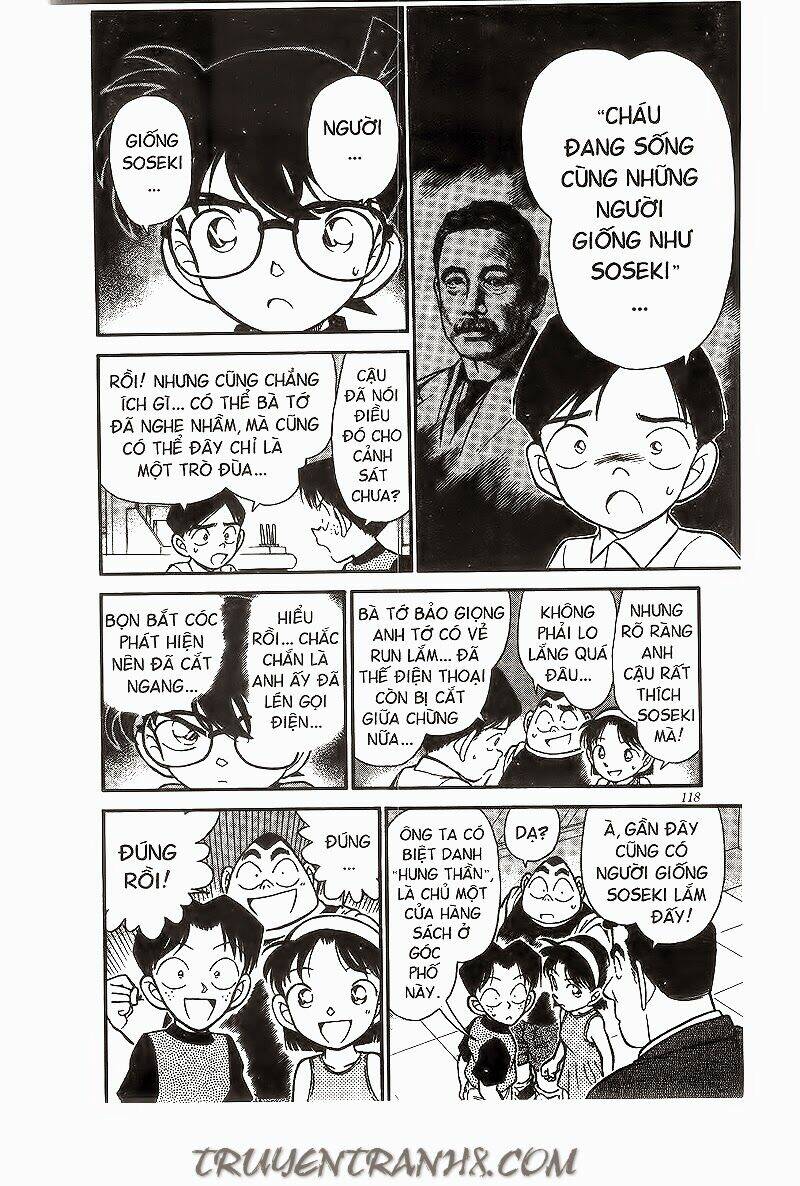 "CHÁU
ĐANG SỐNG
CÙNG NHỮNG
NGƯỜI
GIỐNG NHƯ
SOSEKI"
...
NGƯỜI
...
GIỐNG
SOSEKI
...
CẬU
ĐÃ NÓI
ĐIỀU
ĐÓ CHO
CẢNH
SÁT
CHƯA?
RỒI! NHƯNG CŨNG CHẲNG
ÍCH GÌ... CÓ THỂ BÀ TỚ
ĐÃ NGHE NHẦM, MÀ CŨNG
CÓ THỂ ĐÂY CHỈ LÀ
MỘT TRÒ ĐÙA...
NHƯNG
RÕ RÀNG
ANH
CẬU RẤT
THÍCH
SOSEKI
MÀ!
KHÔNG
PHẢI LO
LẮNG QUÁ
ĐÂU...
BÀ TỚ BẢO GIỌNG
ANH TỚ CÓ VẺ
RUN LẮM... ĐÃ
THẾ ĐIỆN THOẠI
CÒN BỊ CẮT
GIỮA CHỪNG
NỮA...
HIỂU
RỒI... CHẮC
CHẮN LÀ
ANH ẤY ĐÃ
LÉN GỌI
ĐIỆN...
BỌN BẮT CÓC
PHÁT HIỆN
NÊN ĐÃ CẮT
NGANG...
118
À, GẦN ĐÂY
CŨNG CÓ
NGƯỜI GIỐNG
SOSEKI LẮM
ĐẤY!
DẠ?
ÔNG TA CÓ
BIỆT DANH
"HUNG THẦN",
LÀ CHỦ MỘT
CỬA HÀNG
SÁCH Ở
GÓC
PHỐ
NÀY.
ĐÚNG
...
ĐÚNG
RỒI!
TRUYENTRANH8.COM